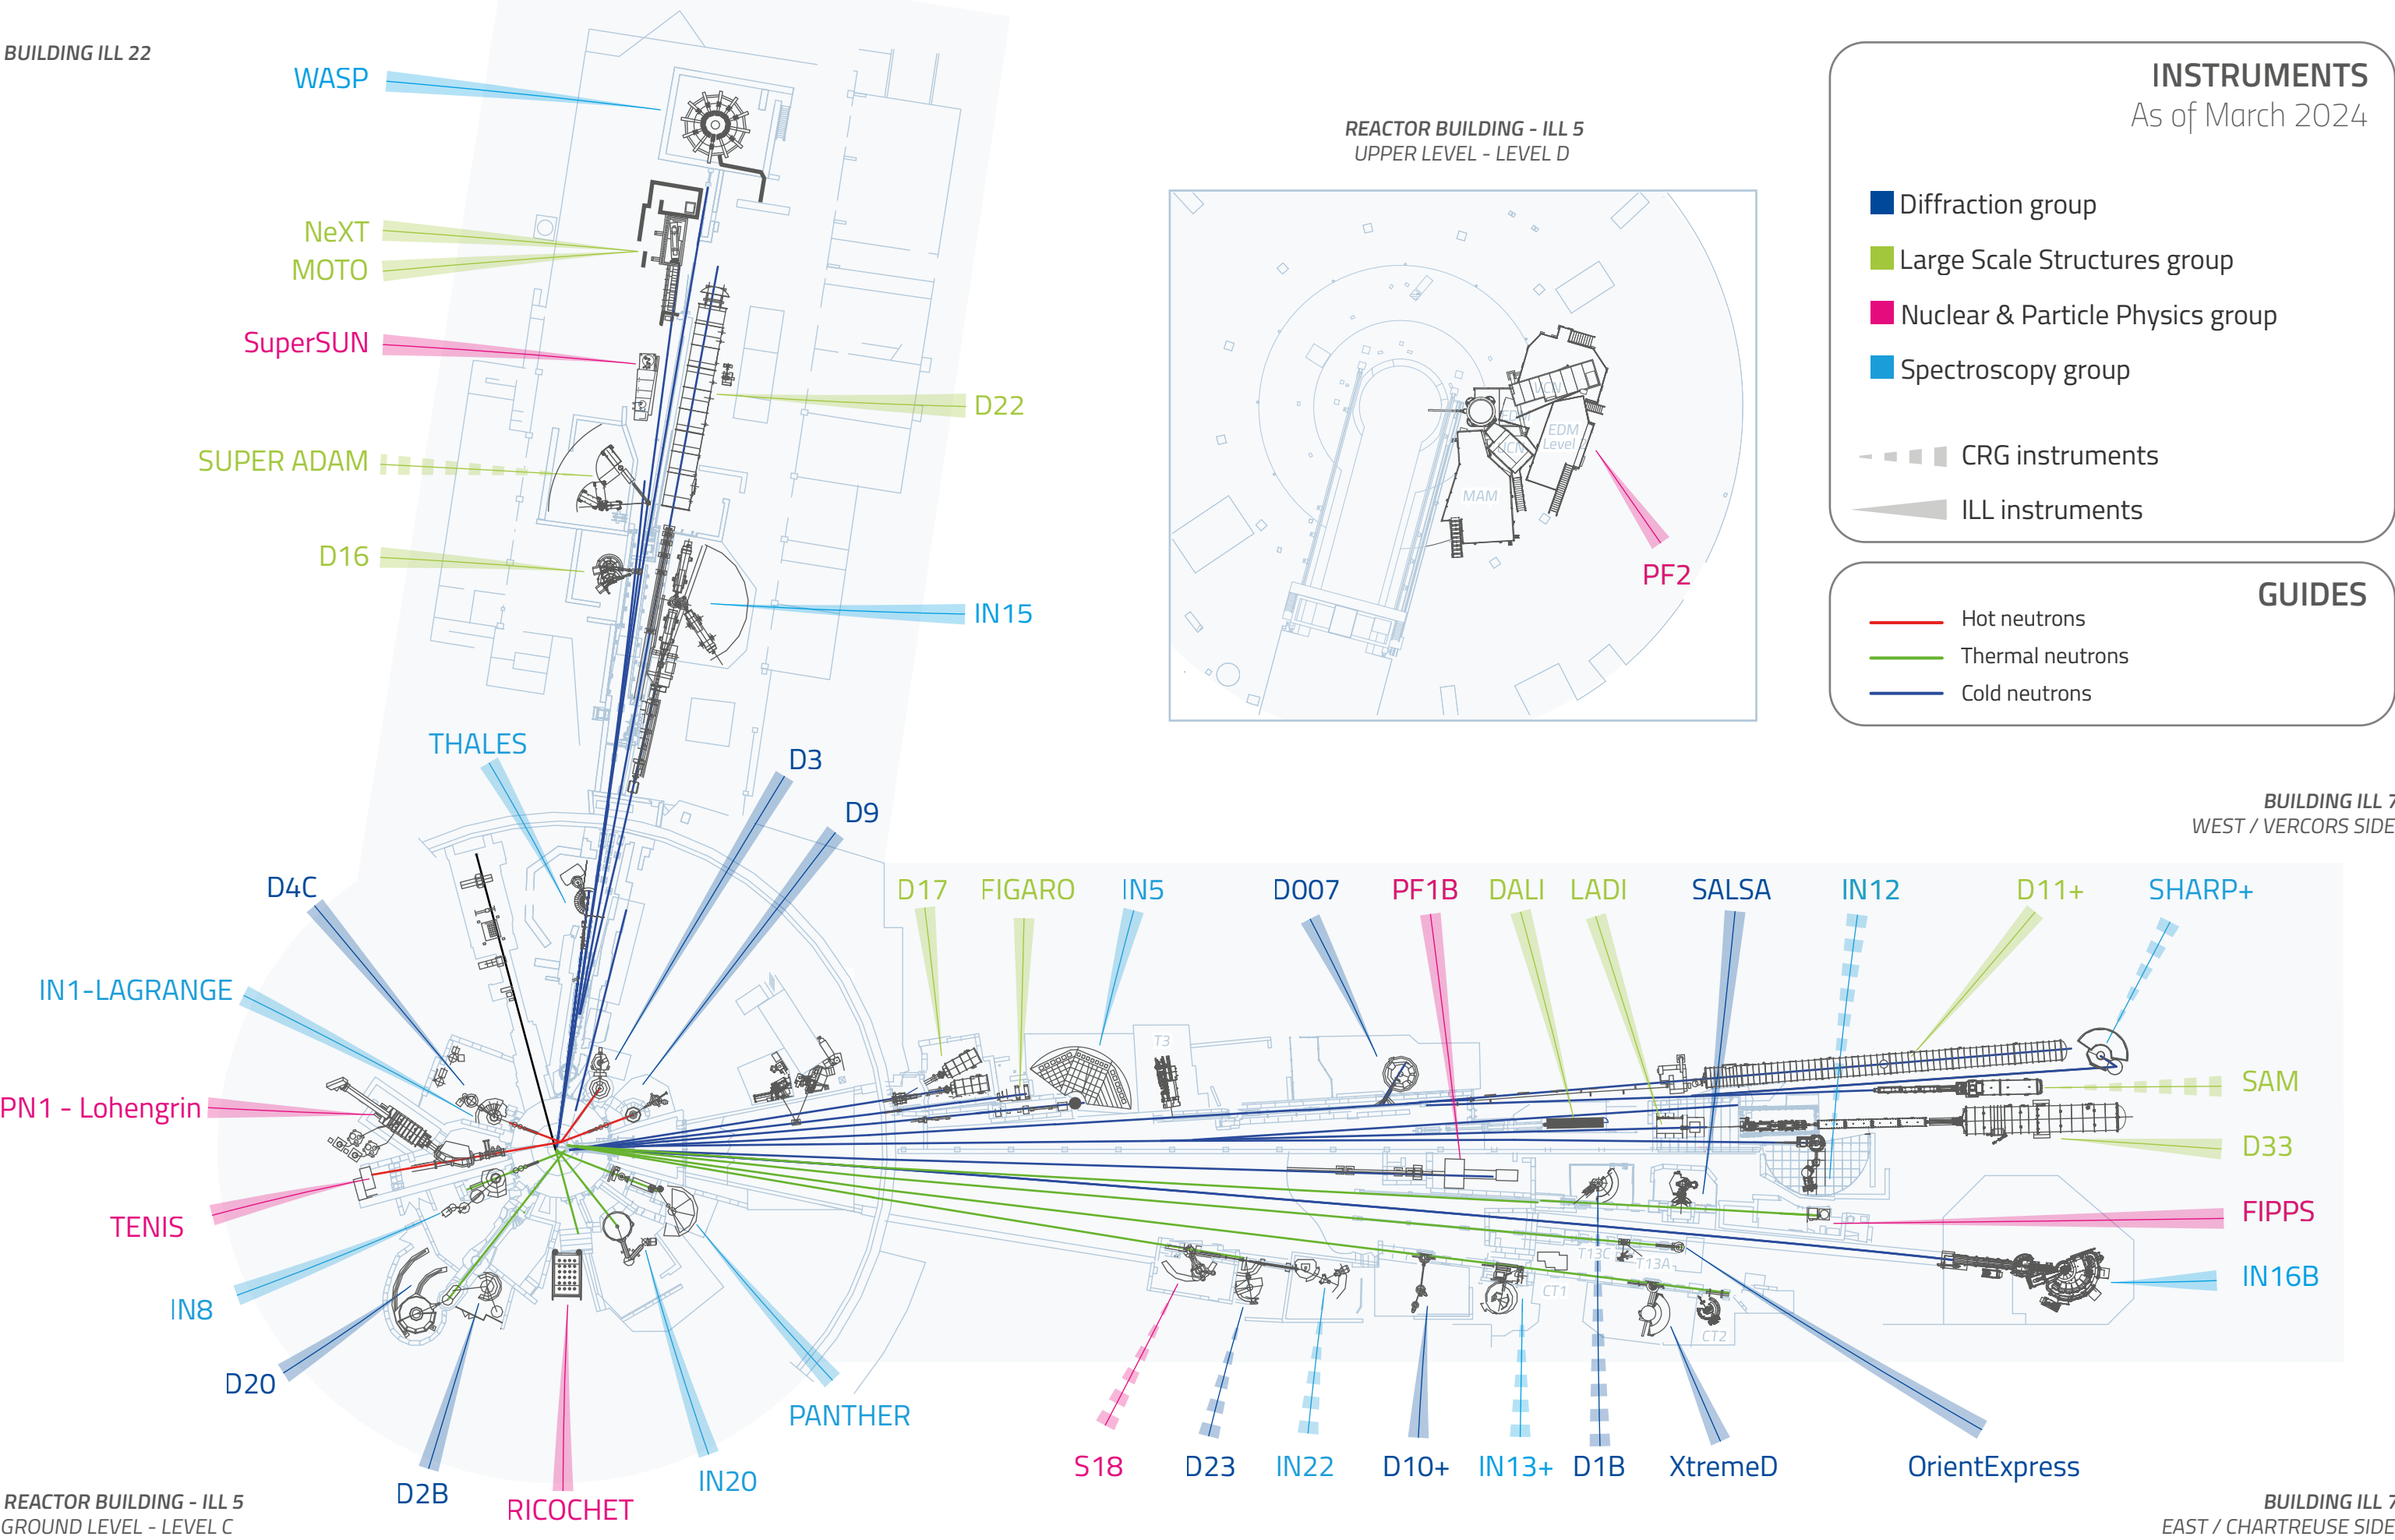 BUILDING ILL 22
WASP
NeXT
MOTO
SuperSUN
D22
SUPER ADAM
D16
IN15
REACTOR BUILDING - ILL 5
UPPER LEVEL - LEVEL D
UCN
EDM
EDM
Level
UCN
MAM
PF2
INSTRUMENTS
As of March 2024
Diffraction group
Large Scale Structures group
Nuclear & Particle Physics group
Spectroscopy group
CRG instruments
ILL instruments
GUIDES
Hot neutrons
Thermal neutrons
Cold neutrons
THALES
D3
D9
D4C
IN1-LAGRANGE
PN1 - Lohengrin
TENIS
IN8
D20
D2B
RICOCHET
IN20
PANTHER
REACTOR BUILDING - ILL 5
GROUND LEVEL - LEVEL C
BUILDING ILL 7
WEST / VERCORS SIDE
D17
FIGARO
IN5
D007
PF1B
DALI
LADI
SALSA
IN12
D11+
SHARP+
T3
SAM
D33
FIPPS
IN16B
T13C
T13A
CT1
CT2
S18
D23
IN22
D10+
IN13+
D1B
XtremeD
OrientExpress
BUILDING ILL 7
EAST / CHARTREUSE SIDE